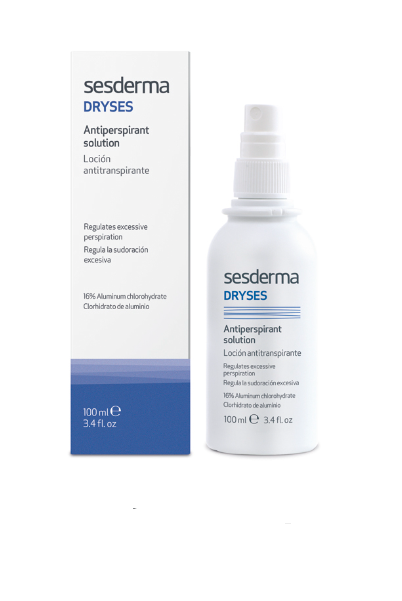 sesderma
DRYSES
Antiperspirant
solution
Loción
antitranspirante
Regulates excessive
perspiration
Regula la sudoración
excesiva
16% Aluminum chlorohydrate
Clorhidrato de aluminio
100 ml ℮
3.4 fl. oz
sesderma
DRYSES
Antiperspirant
solution
Loción antitranspirante
Regulates excessive
perspiration
Regula la sudoración excesiva
16% Aluminum chlorohydrate
Clorhidrato de aluminio
100 ml ℮ 3.4 fl. oz